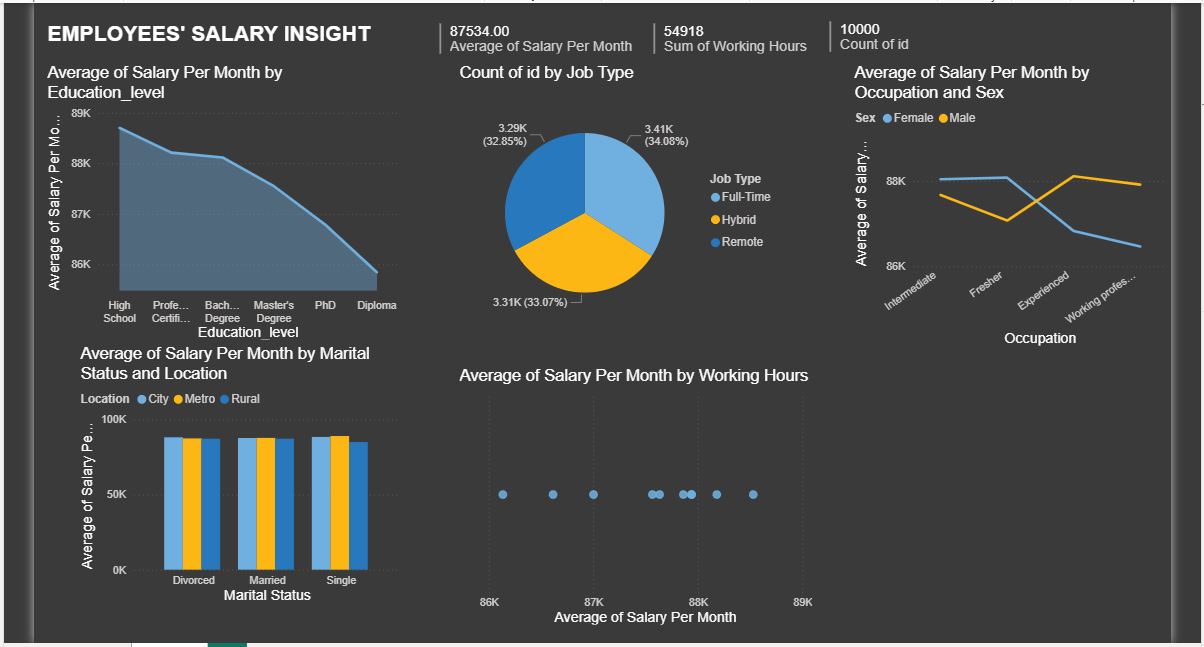 EMPLOYEES' SALARY INSIGHT
87534.00
Average of Salary Per Month
54918
Sum of Working Hours
10000
Count of id
Average of Salary Per Month by
Education_level
Average of Salary Per Mo...
89K
88K
87K
86K
High
School
Profe...
Certifi...
Bach...
Degree
Master's
Degree
PhD
Diploma
Education_level
Count of id by Job Type
3.29K
(32.85%)
3.41K
(34.08%)
3.31K (33.07%)
Job Type
Full-Time
Hybrid
Remote
Average of Salary Per Month by
Occupation and Sex
Sex Female Male
Average of Salary...
88K
86K
Intermediate
Fresher
Experienced
Working profes...
Occupation
Average of Salary Per Month by Marital
Status and Location
Location City Metro Rural
Average of Salary Pe...
100K
50K
0K
Divorced Married Single
Marital Status
Average of Salary Per Month by Working Hours
86K 87K 88K 89K
Average of Salary Per Month